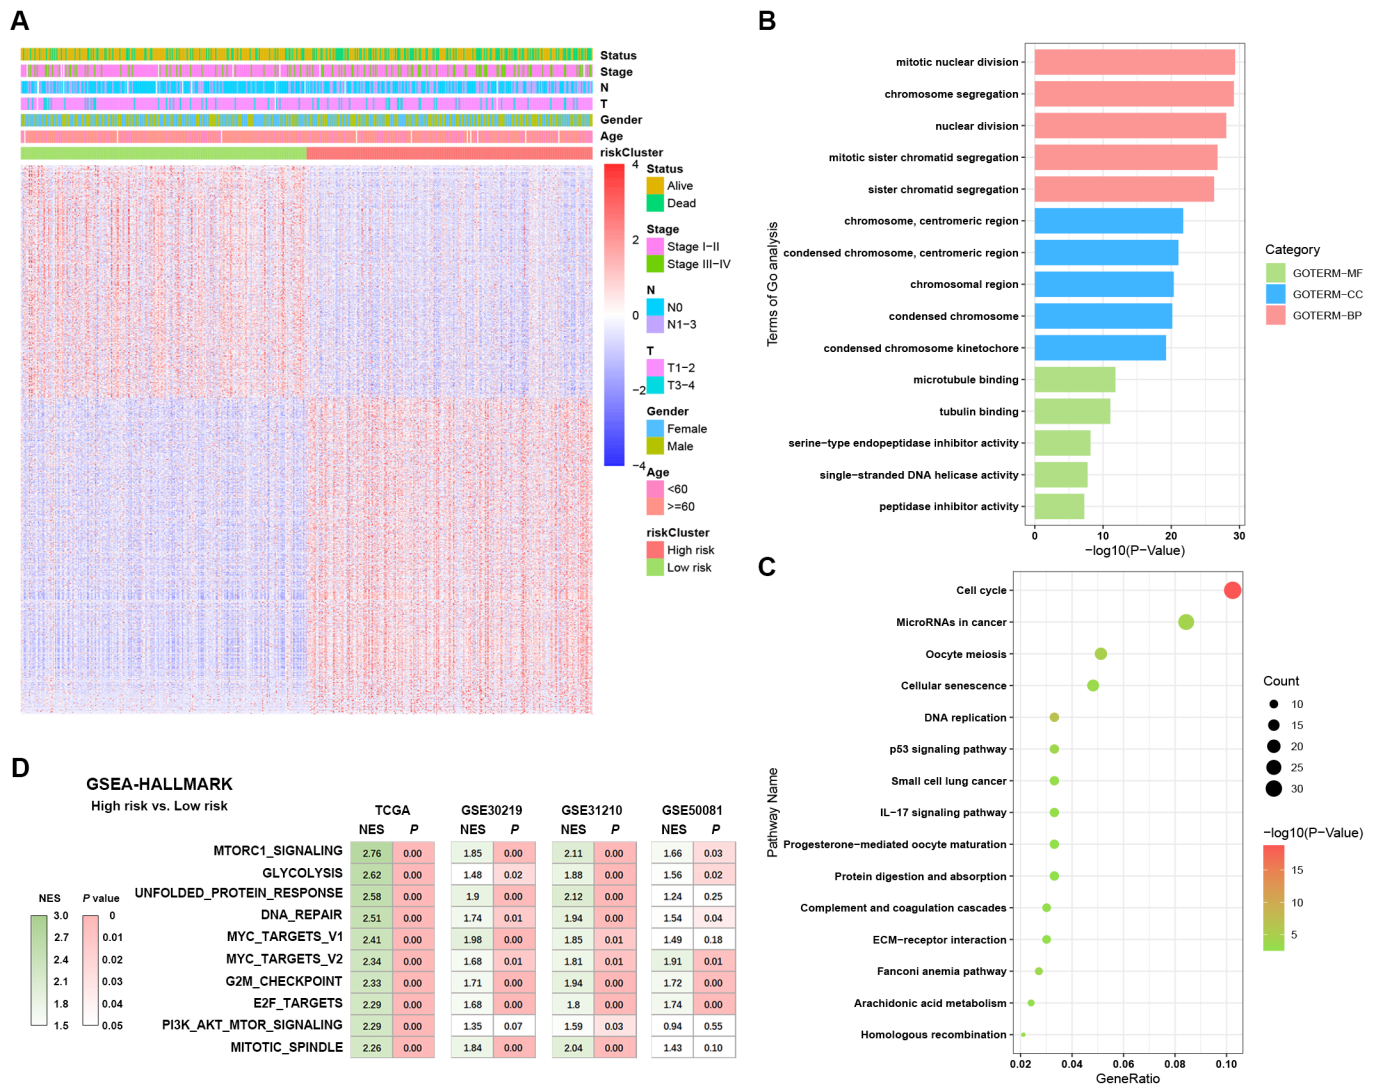 A
Status
Stage
N
T
Gender
Age
riskCluster
4
2
0
−2
−4
Status
Alive
Dead
Stage
Stage I−II
Stage III−IV
N
N0
N1−3
T
T1−2
T3−4
Gender
Female
Male
Age
<60
>=60
riskCluster
High risk
Low risk
B
Terms of Go analysis
mitotic nuclear division
chromosome segregation
nuclear division
mitotic sister chromatid segregation
sister chromatid segregation
chromosome, centromeric region
condensed chromosome, centromeric region
chromosomal region
condensed chromosome
condensed chromosome kinetochore
microtubule binding
tubulin binding
serine−type endopeptidase inhibitor activity
single−stranded DNA helicase activity
peptidase inhibitor activity
0 10 20 30
−log10(P−Value)
Category
GOTERM−MF
GOTERM−CC
GOTERM−BP
C
Pathway Name
Cell cycle
MicroRNAs in cancer
Oocyte meiosis
Cellular senescence
DNA replication
p53 signaling pathway
Small cell lung cancer
IL−17 signaling pathway
Progesterone−mediated oocyte maturation
Protein digestion and absorption
Complement and coagulation cascades
ECM−receptor interaction
Fanconi anemia pathway
Arachidonic acid metabolism
Homologous recombination
0.02 0.04 0.06 0.08 0.10
GeneRatio
Count
10
15
20
25
30
−log10(P−Value)
15
10
5
D
GSEA-HALLMARK
High risk vs. Low risk
TCGA GSE30219 GSE31210 GSE50081
NES P NES P NES P NES P
MTORC1_SIGNALING 2.76 0.00 1.85 0.00 2.11 0.00 1.66 0.03
GLYCOLYSIS 2.62 0.00 1.48 0.02 1.88 0.00 1.56 0.02
UNFOLDED_PROTEIN_RESPONSE 2.58 0.00 1.9 0.00 2.12 0.00 1.24 0.25
DNA_REPAIR 2.51 0.00 1.74 0.01 1.94 0.00 1.54 0.04
MYC_TARGETS_V1 2.41 0.00 1.98 0.00 1.85 0.01 1.49 0.18
MYC_TARGETS_V2 2.34 0.00 1.68 0.01 1.81 0.01 1.91 0.01
G2M_CHECKPOINT 2.33 0.00 1.71 0.00 1.94 0.00 1.72 0.00
E2F_TARGETS 2.29 0.00 1.68 0.00 1.8 0.00 1.74 0.00
PI3K_AKT_MTOR_SIGNALING 2.29 0.00 1.35 0.07 1.59 0.03 0.94 0.55
MITOTIC_SPINDLE 2.26 0.00 1.84 0.00 2.04 0.00 1.43 0.10
NES P value
3.0 0
2.7 0.01
2.4 0.02
2.1 0.03
1.8 0.04
1.5 0.05